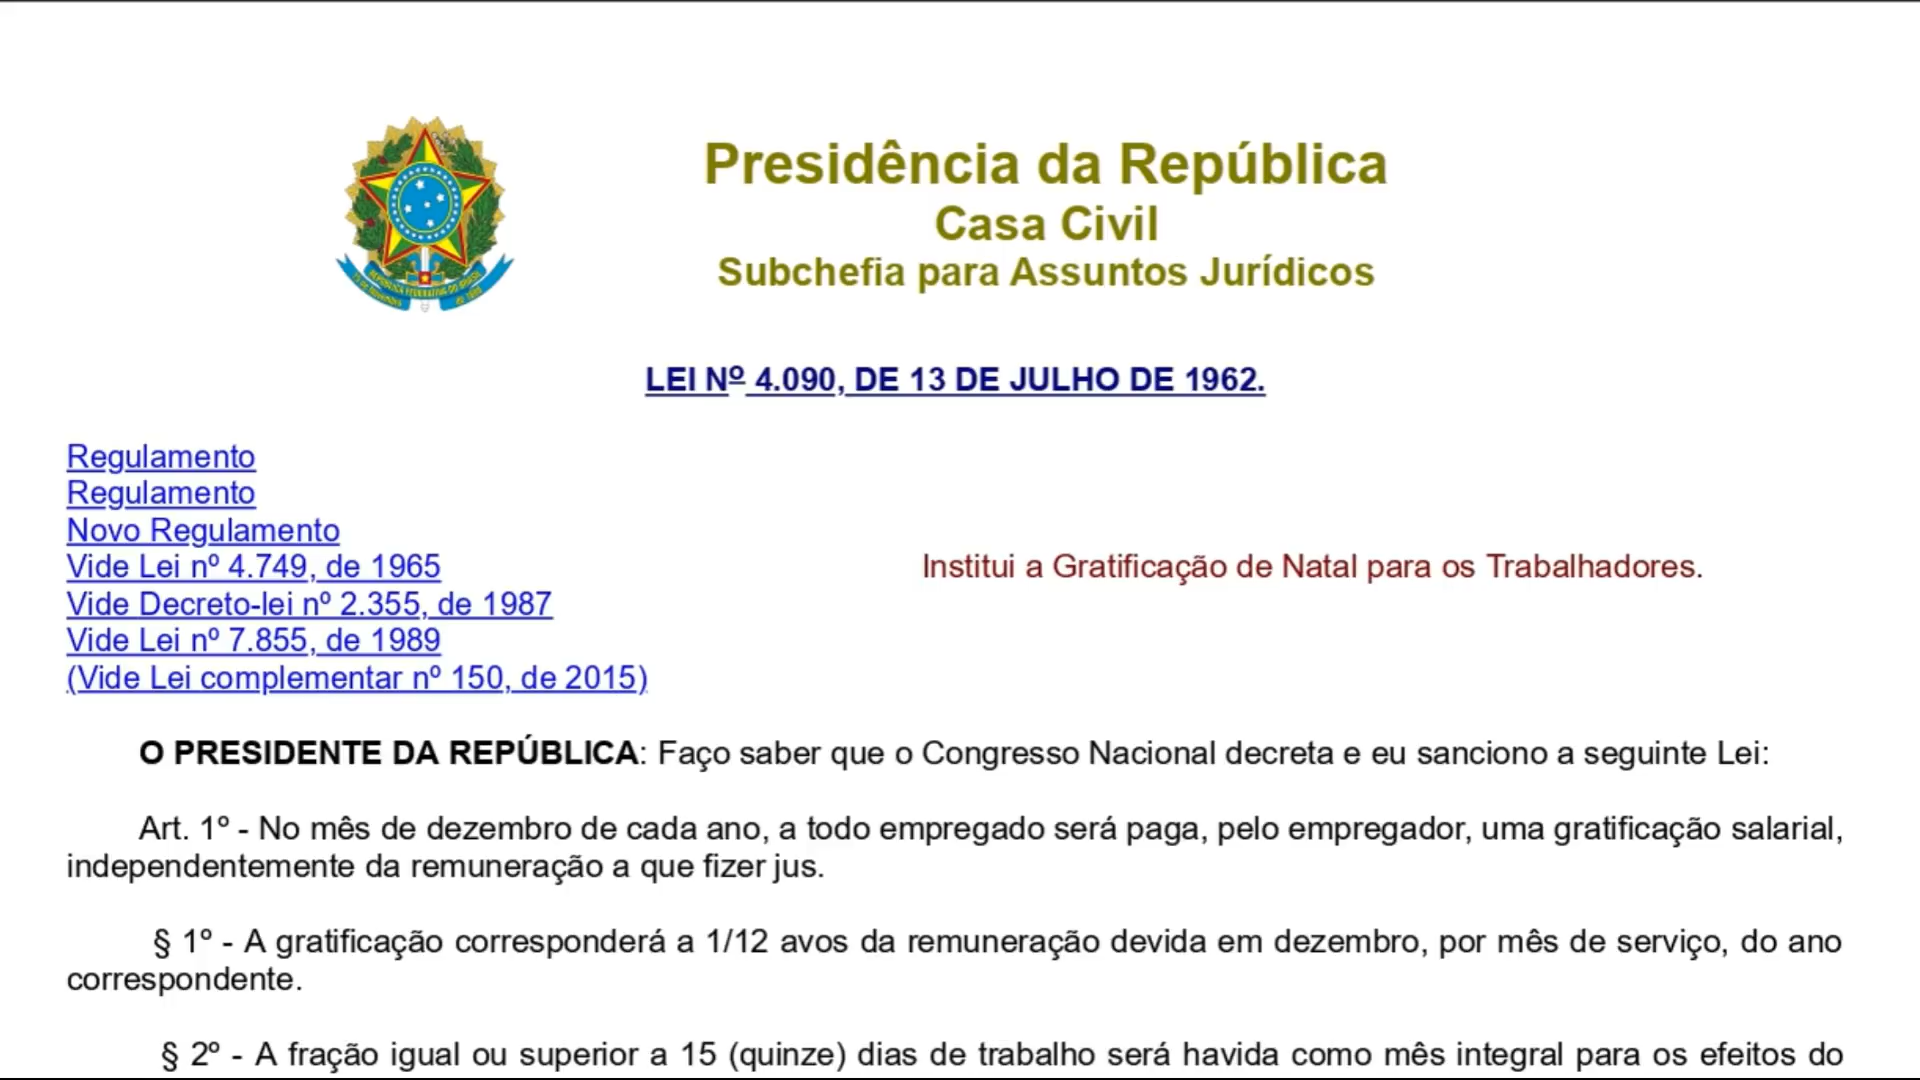 Presidência da República
Casa Civil
Subchefia para Assuntos Jurídicos
LEI Nº 4.090, DE 13 DE JULHO DE 1962.
Regulamento
Regulamento
Novo Regulamento
Vide Lei nº 4.749, de 1965
Vide Decreto-lei nº 2.355, de 1987
Vide Lei nº 7.855, de 1989
(Vide Lei complementar nº 150, de 2015)
Institui a Gratificação de Natal para os Trabalhadores.
O PRESIDENTE DA REPÚBLICA: Faço saber que o Congresso Nacional decreta e eu sanciono a seguinte Lei:
Art. 1º - No mês de dezembro de cada ano, a todo empregado será paga, pelo empregador, uma gratificação salarial,
independentemente da remuneração a que fizer jus.
§ 1º - A gratificação corresponderá a 1/12 avos da remuneração devida em dezembro, por mês de serviço, do ano
correspondente.
§ 2º - A fração igual ou superior a 15 (quinze) dias de trabalho será havida como mês integral para os efeitos do